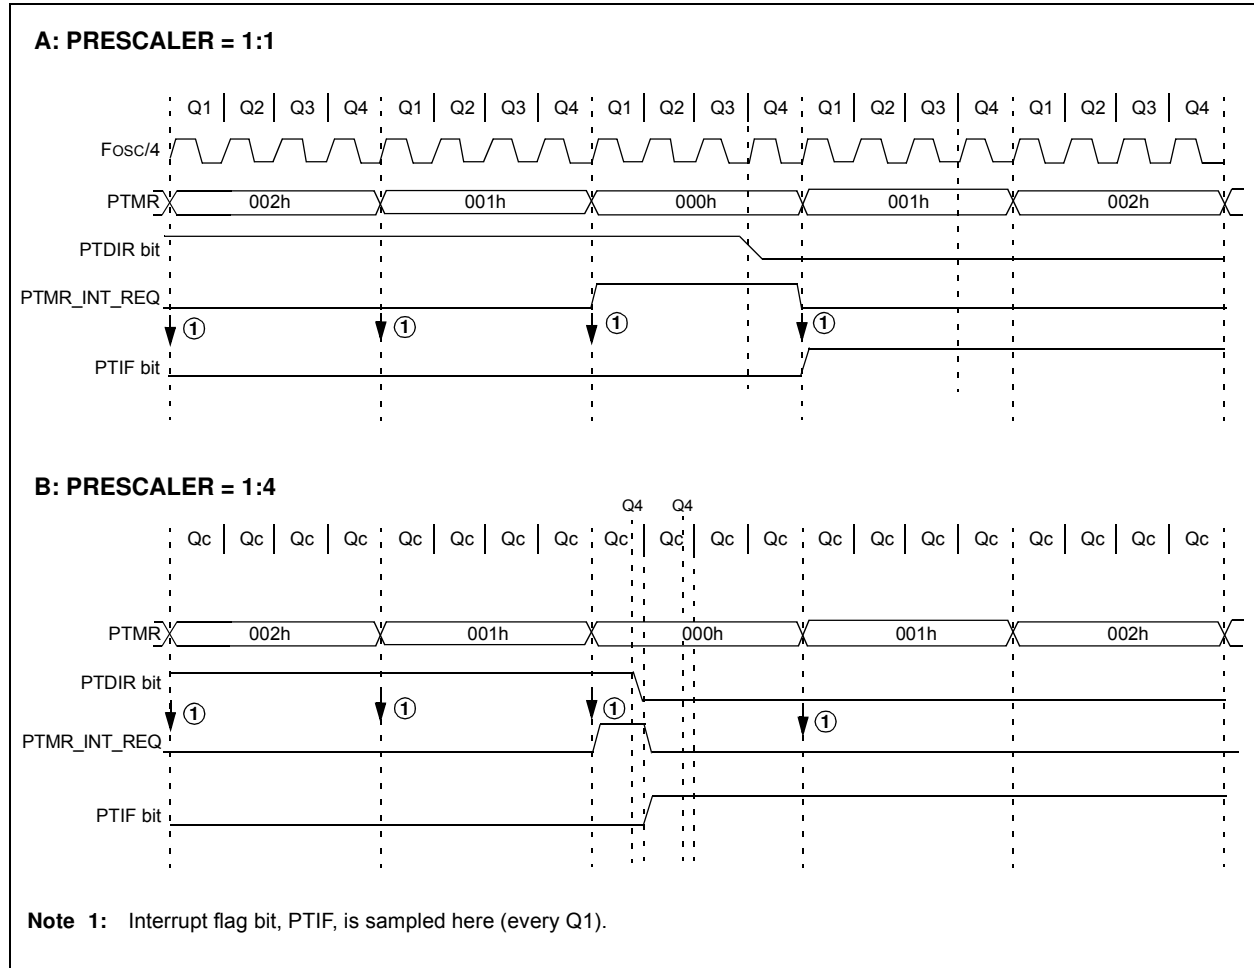 A: PRESCALER = 1:1
Q1 Q2 Q3 Q4 Q1 Q2 Q3 Q4 Q1 Q2 Q3 Q4 Q1 Q2 Q3 Q4 Q1 Q2 Q3 Q4
FOSC/4
PTMR 002h 001h 000h 001h 002h
PTDIR bit
PTMR_INT_REQ
① ① ① ①
PTIF bit
B: PRESCALER = 1:4
Q4 Q4
Qc Qc Qc Qc Qc Qc Qc Qc Qc Qc Qc Qc Qc Qc Qc Qc Qc Qc Qc Qc
PTMR 002h 001h 000h 001h 002h
PTDIR bit
① ① ① ①
PTMR_INT_REQ
PTIF bit
Note 1: Interrupt flag bit, PTIF, is sampled here (every Q1).